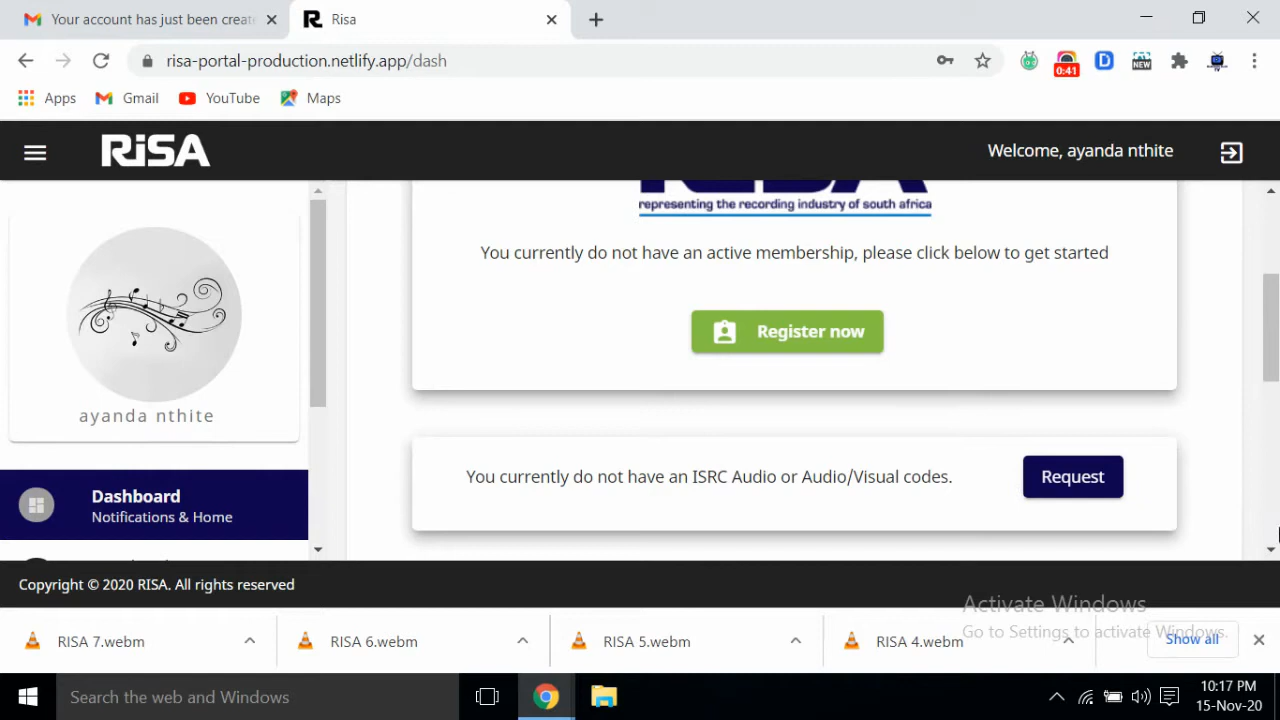 Your account has just been creat
Risa
risa-portal-production.netlify.app/dash
0:41
D
NEW
Apps
Gmail
YouTube
Maps
RiSA
Welcome, ayanda nthite
representing the recording industry of south africa
You currently do not have an active membership, please click below to get started
Register now
ayanda nthite
You currently do not have an ISRC Audio or Audio/Visual codes.
Request
Dashboard
Notifications & Home
Copyright © 2020 RISA. All rights reserved
Activate Windows
Go to Settings to activate Windows.
RISA 7.webm
RISA 6.webm
RISA 5.webm
RISA 4.webm
Show all
Search the web and Windows
10:17 PM
15-Nov-20